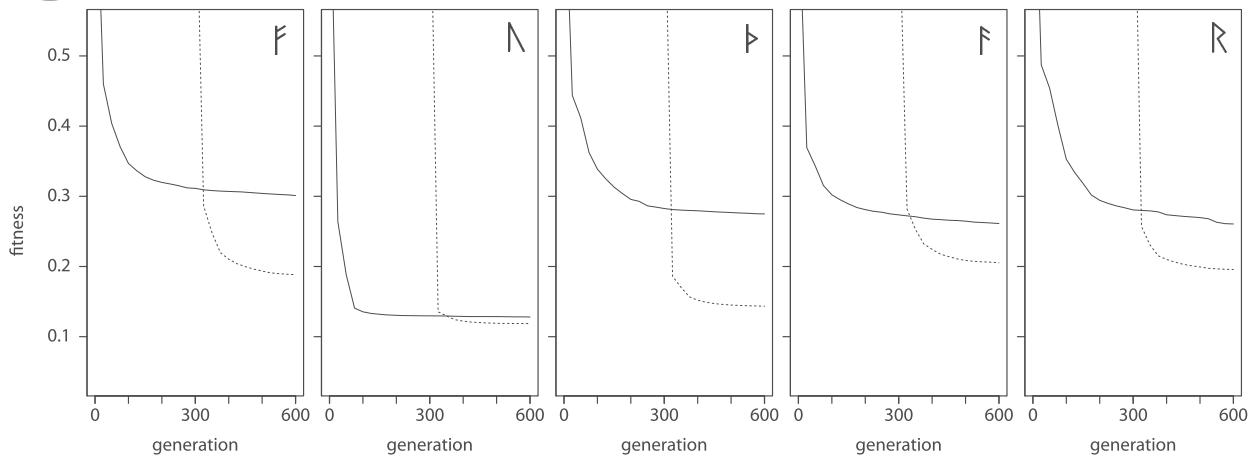 ᚠ ᚢ ᚦ ᚨ ᚱ
0.5
0.4
0.3
0.2
0.1
fitness
0 300 600 0 300 600 0 300 600 0 300 600 0 300 600
generation generation generation generation generation